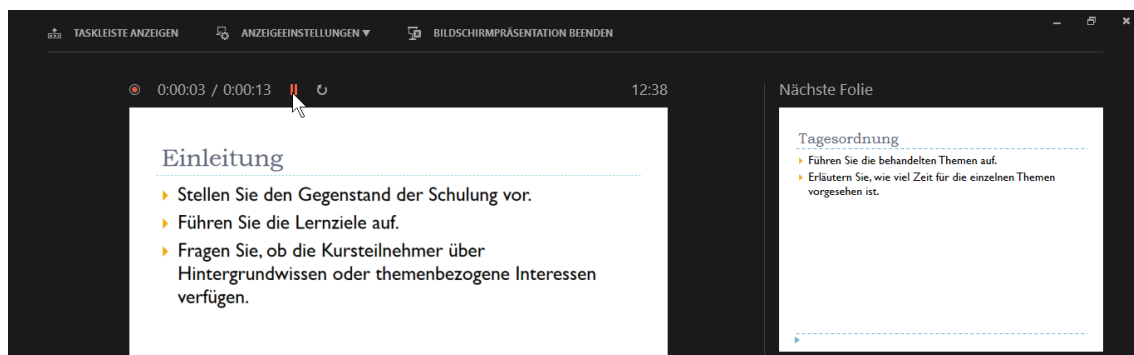 TASKLEISTE ANZEIGEN ANZEIGEEINSTELLUNGEN ▼ BILDSCHIRMPRÄSENTATION BEENDEN
0:00:03 / 0:00:13 12:38
Einleitung
Stellen Sie den Gegenstand der Schulung vor.
Führen Sie die Lernziele auf.
Fragen Sie, ob die Kursteilnehmer über
Hintergrundwissen oder themenbezogene Interessen
verfügen.
Nächste Folie
Tagesordnung
Führen Sie die behandelten Themen auf.
Erläutern Sie, wie viel Zeit für die einzelnen Themen
vorgesehen ist.